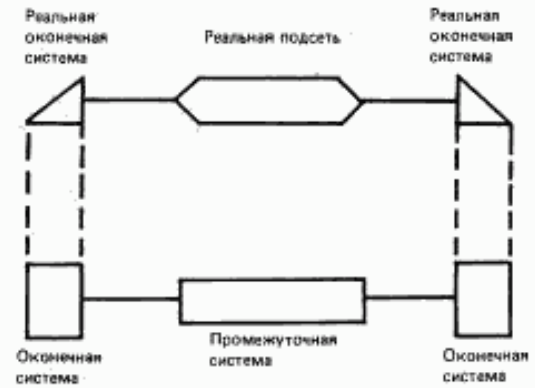 Реальная
оконечная
система
Реальная подсеть
Реальная
оконечная
система
Оконечная
система
Промежуточная
система
Оконечная
система